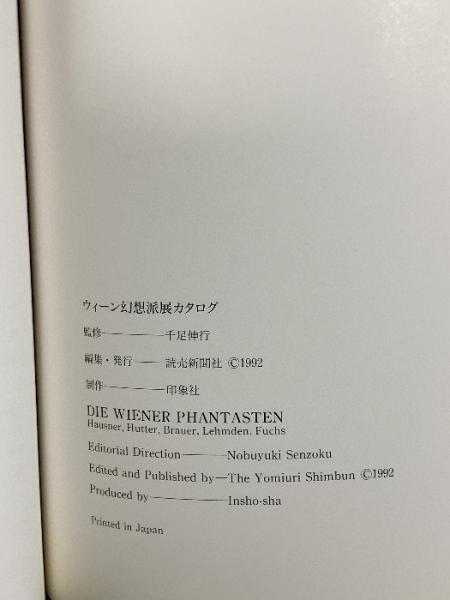 ウィーン幻想派展カタログ
監修————千足伸行
編集・発行——読売新聞社 ©1992
制作————印象社
DIE WIENER PHANTASTEN
Hausner, Hutter, Brauer, Lehmden, Fuchs
Editorial Direction———Nobuyuki Senzoku
Edited and Published by—The Yomiuri Shimbun ©1992
Produced by—————Insho-sha
Printed in Japan